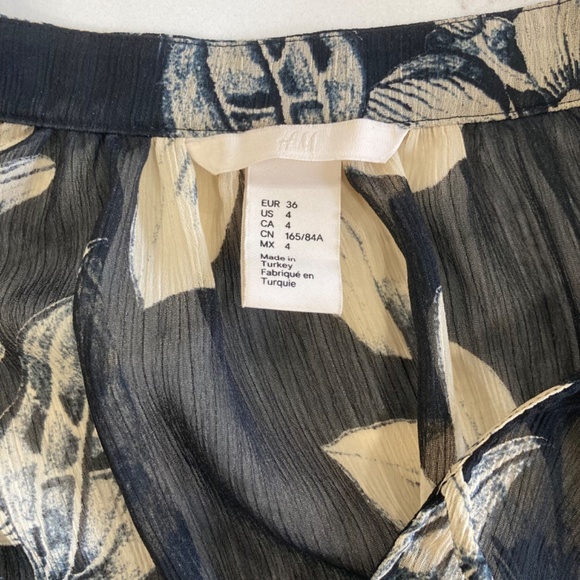 H&M
EUR 36
US 4
CA 4
CN 165/84A
MX 4
Made in
Turkey
Fabriqué en
Turquie